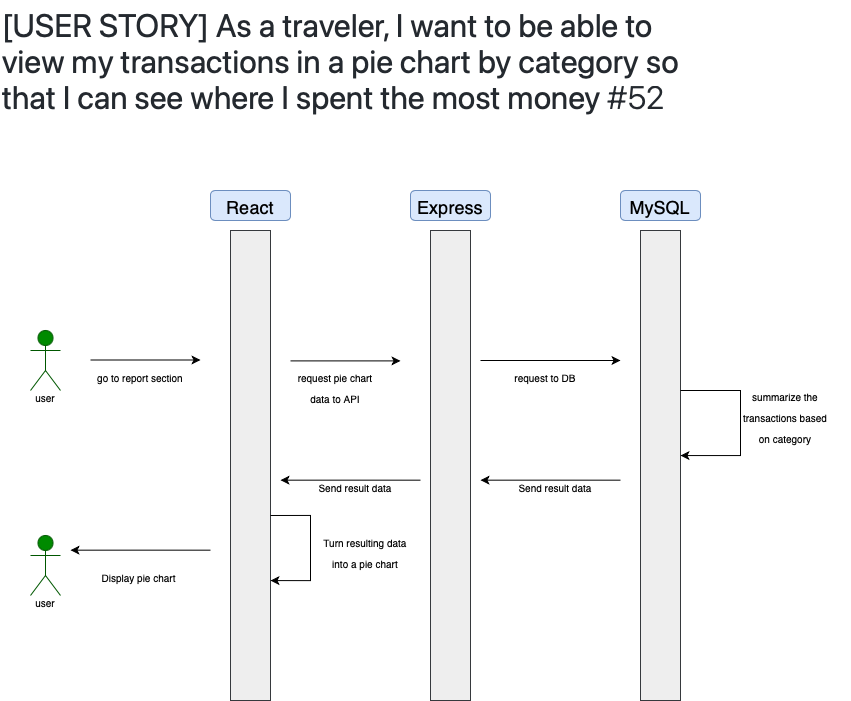 [USER STORY] As a traveler, I want to be able to
view my transactions in a pie chart by category so
that I can see where I spent the most money #52
React
Express
MySQL
go to report section
request pie chart
data to API
request to DB
user
summarize the
transactions based
on category
Send result data
Send result data
Turn resulting data
into a pie chart
Display pie chart
user